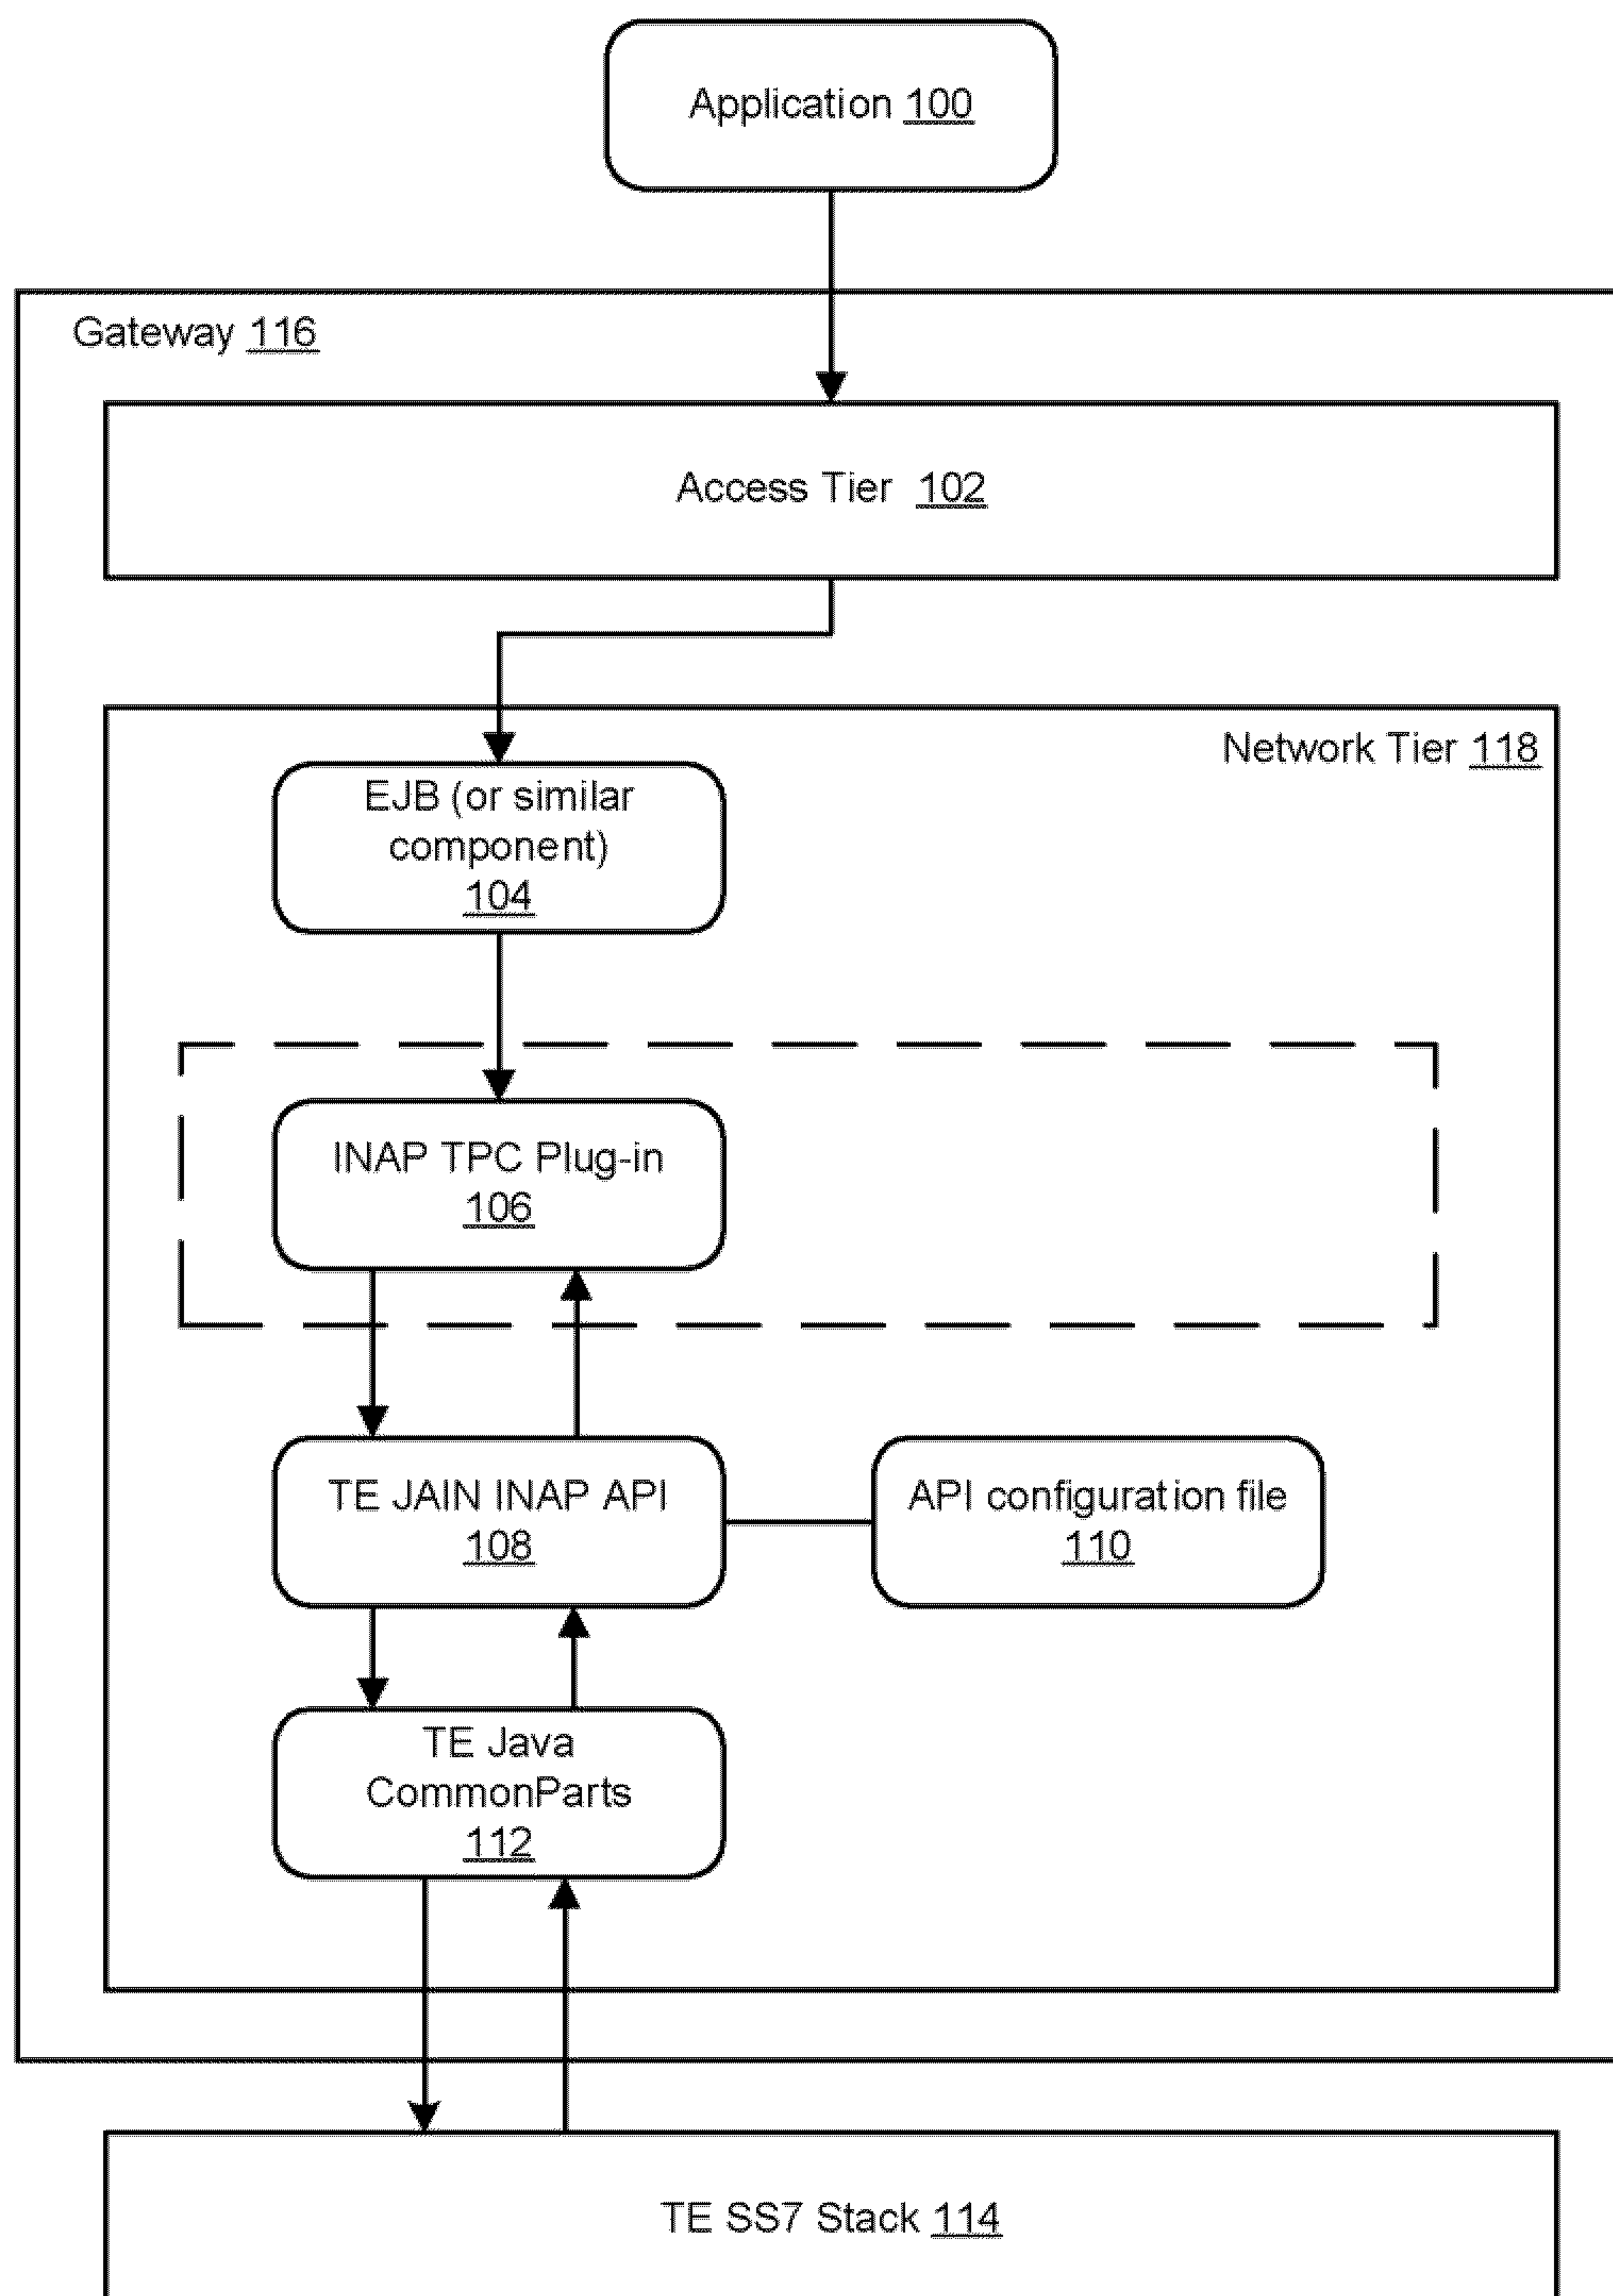 Application 100
Gateway 116
Access Tier 102
Network Tier 118
EJB (or similar
component)
104
INAP TPC Plug-in
106
TE JAIN INAP API
108
API configuration file
110
TE Java
CommonParts
112
TE SS7 Stack 114